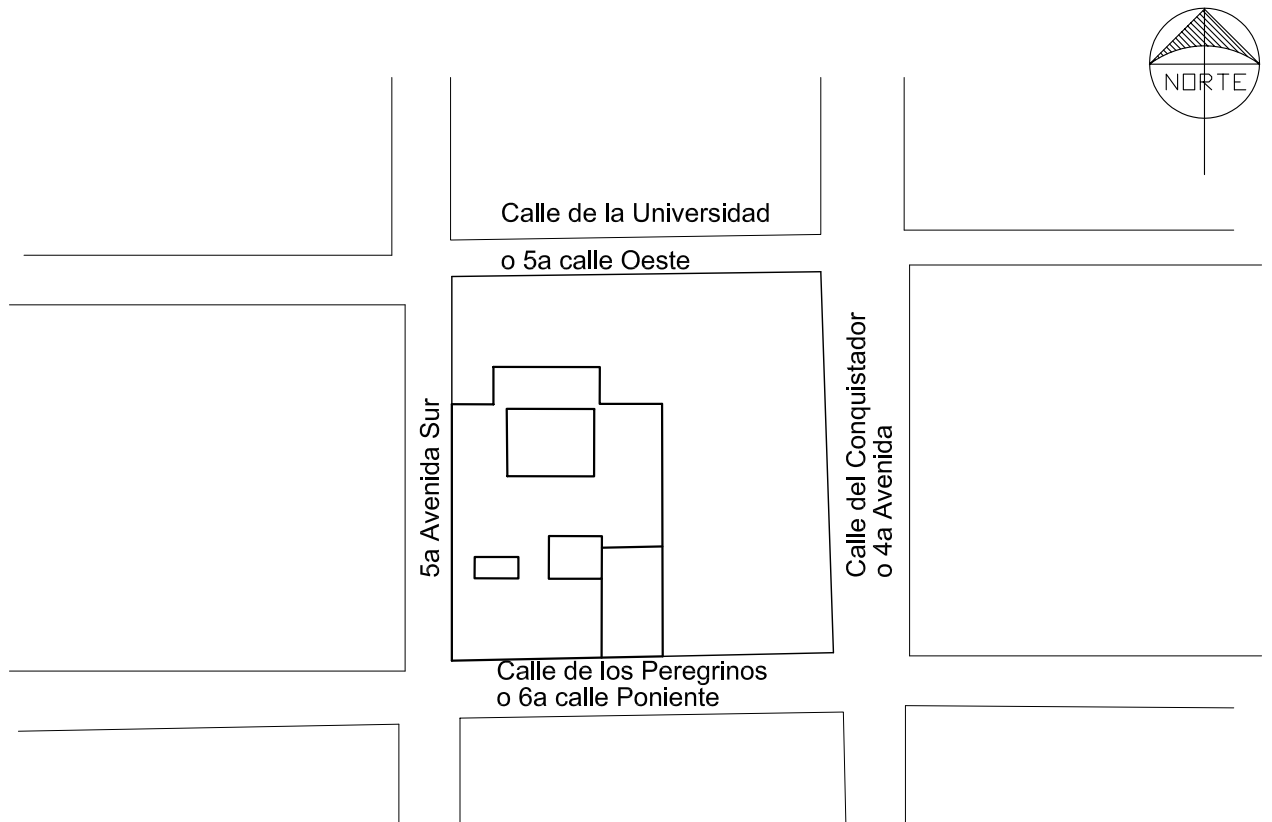 NORTE
Calle de la Universidad
o 5a calle Oeste
5a Avenida Sur
Calle del Conquistador
o 4a Avenida
Calle de los Peregrinos
o 6a calle Poniente